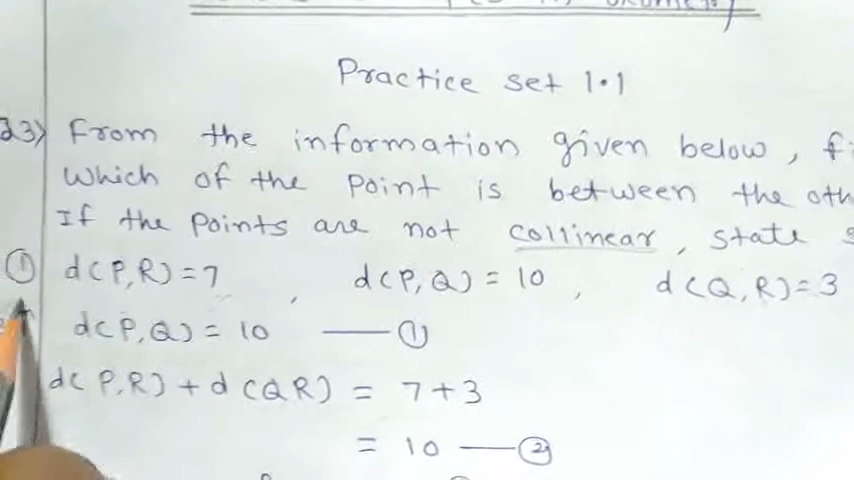 Practice set 1.1
Q3) From the information given below,
Which of the point is between the
If the points are not collinear, state
① d(P,R)=7 , d(P,Q)=10 , d(Q,R)=3
d(P,Q)=10 —— ①
d(P,R)+d(QR) = 7+3
= 10 —— ②